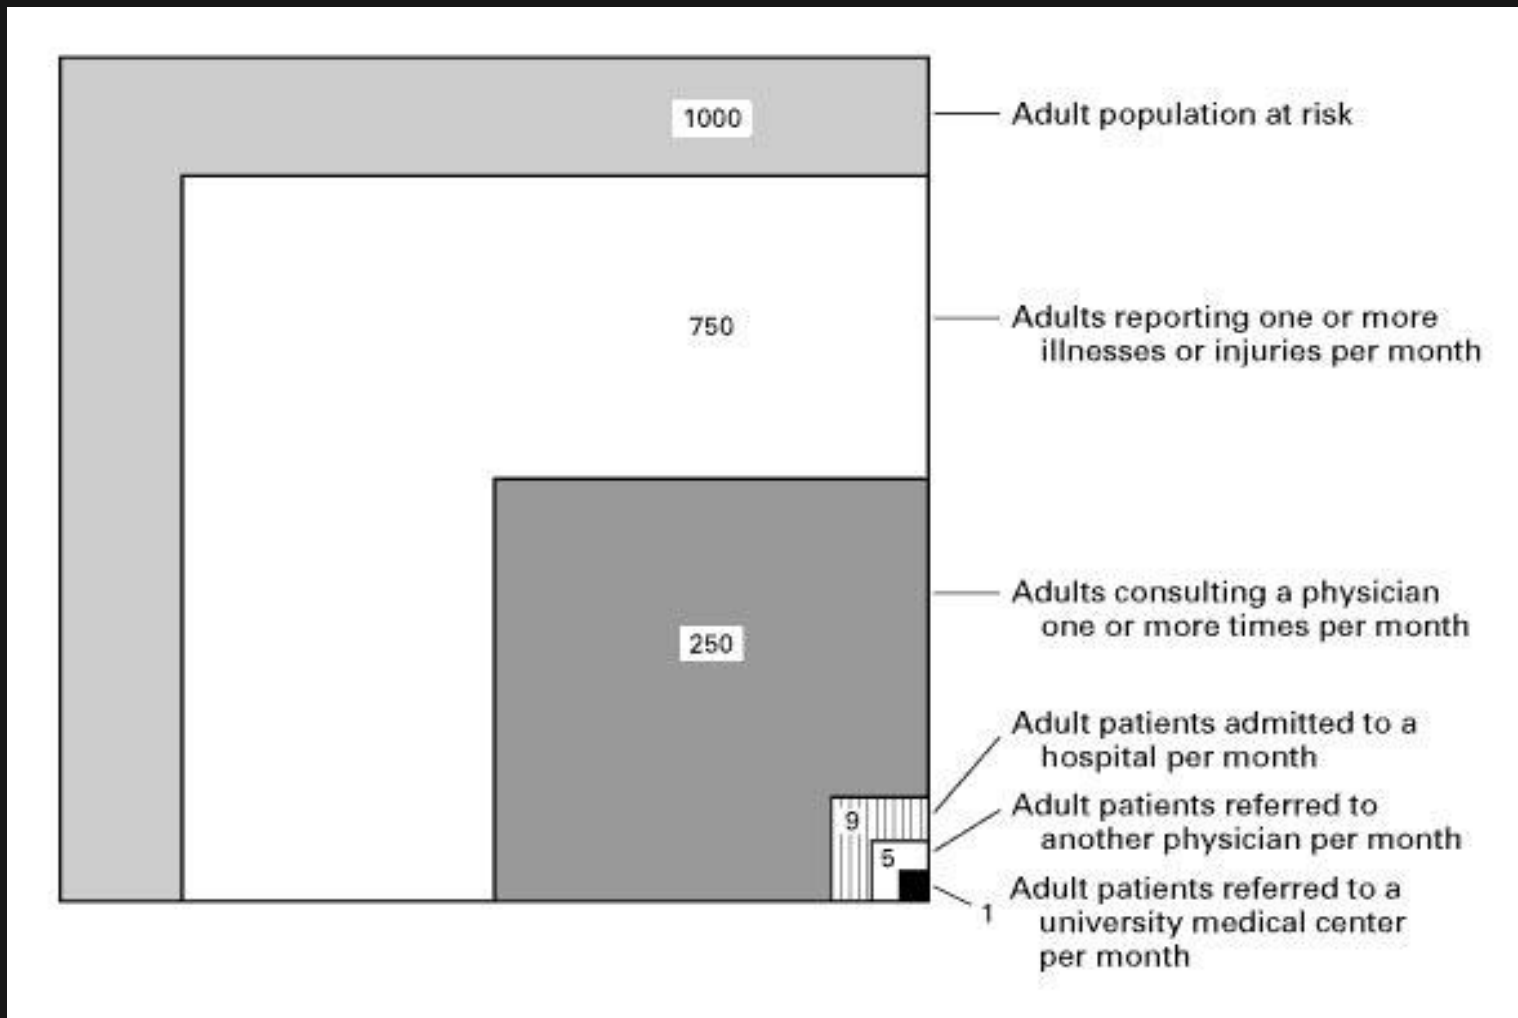 1000
Adult population at risk
750
Adults reporting one or more
illnesses or injuries per month
250
Adults consulting a physician
one or more times per month
Adult patients admitted to a
hospital per month
9
Adult patients referred to
another physician per month
5
1
Adult patients referred to a
university medical center
per month